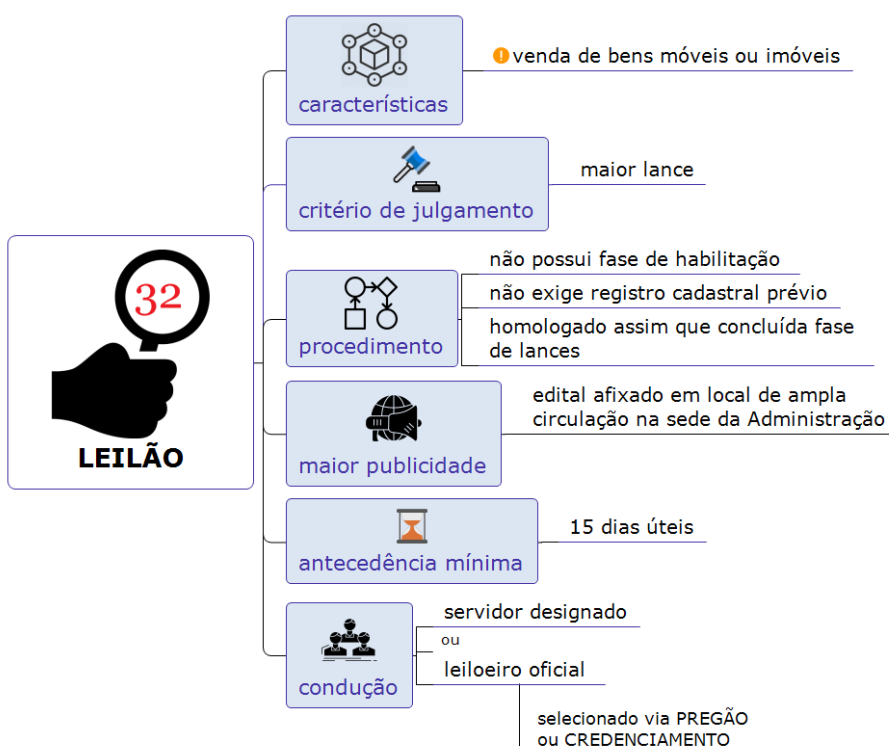 32
LEILÃO
características
venda de bens móveis ou imóveis
critério de julgamento
maior lance
procedimento
não possui fase de habilitação
não exige registro cadastral prévio
homologado assim que concluída fase
de lances
maior publicidade
edital afixado em local de ampla
circulação na sede da Administração
antecedência mínima
15 dias úteis
condução
servidor designado
ou
leiloeiro oficial
selecionado via PREGÃO
ou CREDENCIAMENTO